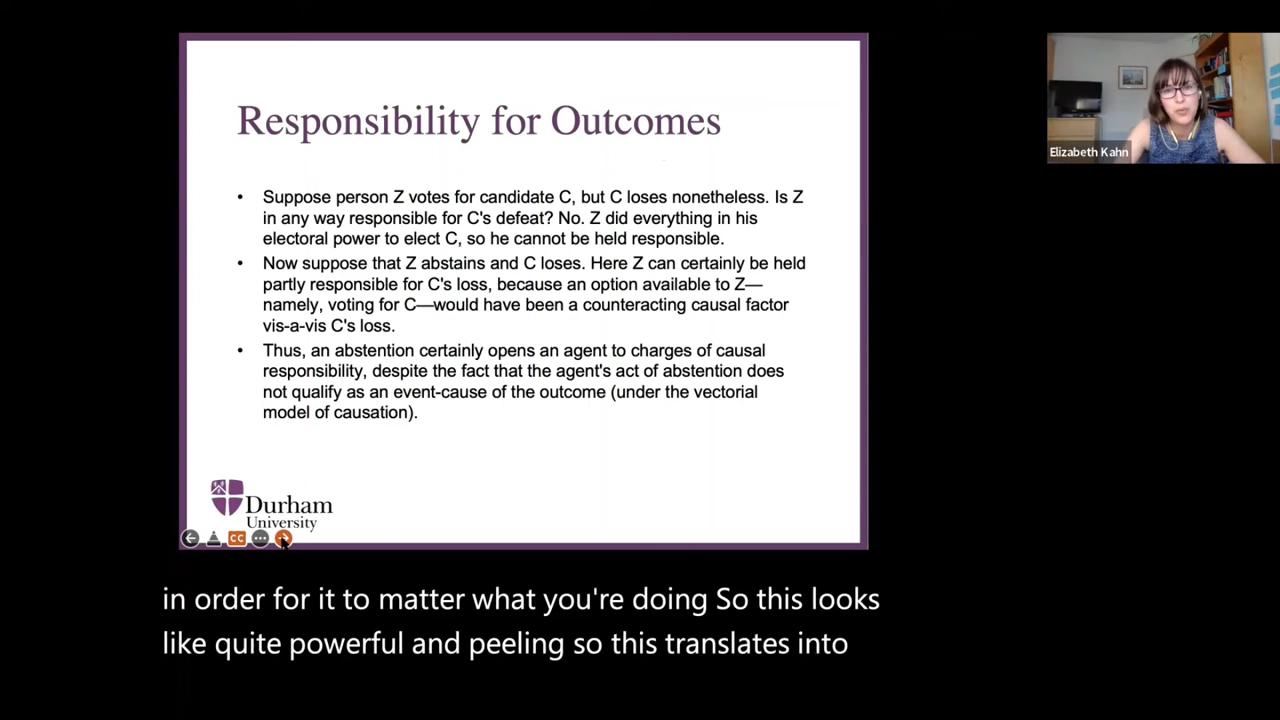 Responsibility for Outcomes
• Suppose person Z votes for candidate C, but C loses nonetheless. Is Z
in any way responsible for C's defeat? No. Z did everything in his
electoral power to elect C, so he cannot be held responsible.
• Now suppose that Z abstains and C loses. Here Z can certainly be held
partly responsible for C's loss, because an option available to Z—
namely, voting for C—would have been a counteracting causal factor
vis-a-vis C's loss.
• Thus, an abstention certainly opens an agent to charges of causal
responsibility, despite the fact that the agent's act of abstention does
not qualify as an event-cause of the outcome (under the vectorial
model of causation).
Durham
University
CC
Elizabeth Kahn
in order for it to matter what you're doing So this looks
like quite powerful and peeling so this translates into